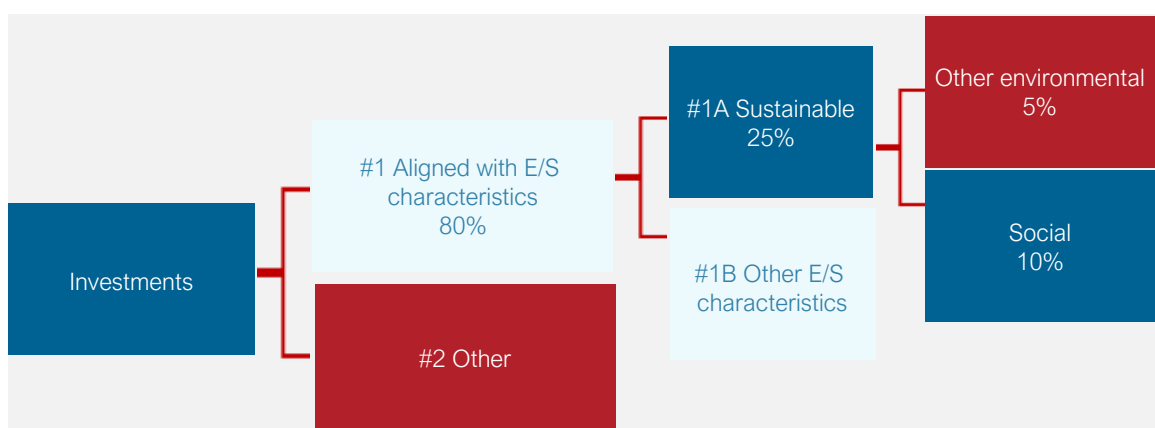 Investments
#1 Aligned with E/S
characteristics
80%
#2 Other
#1A Sustainable
25%
#1B Other E/S
characteristics
Other environmental
5%
Social
10%